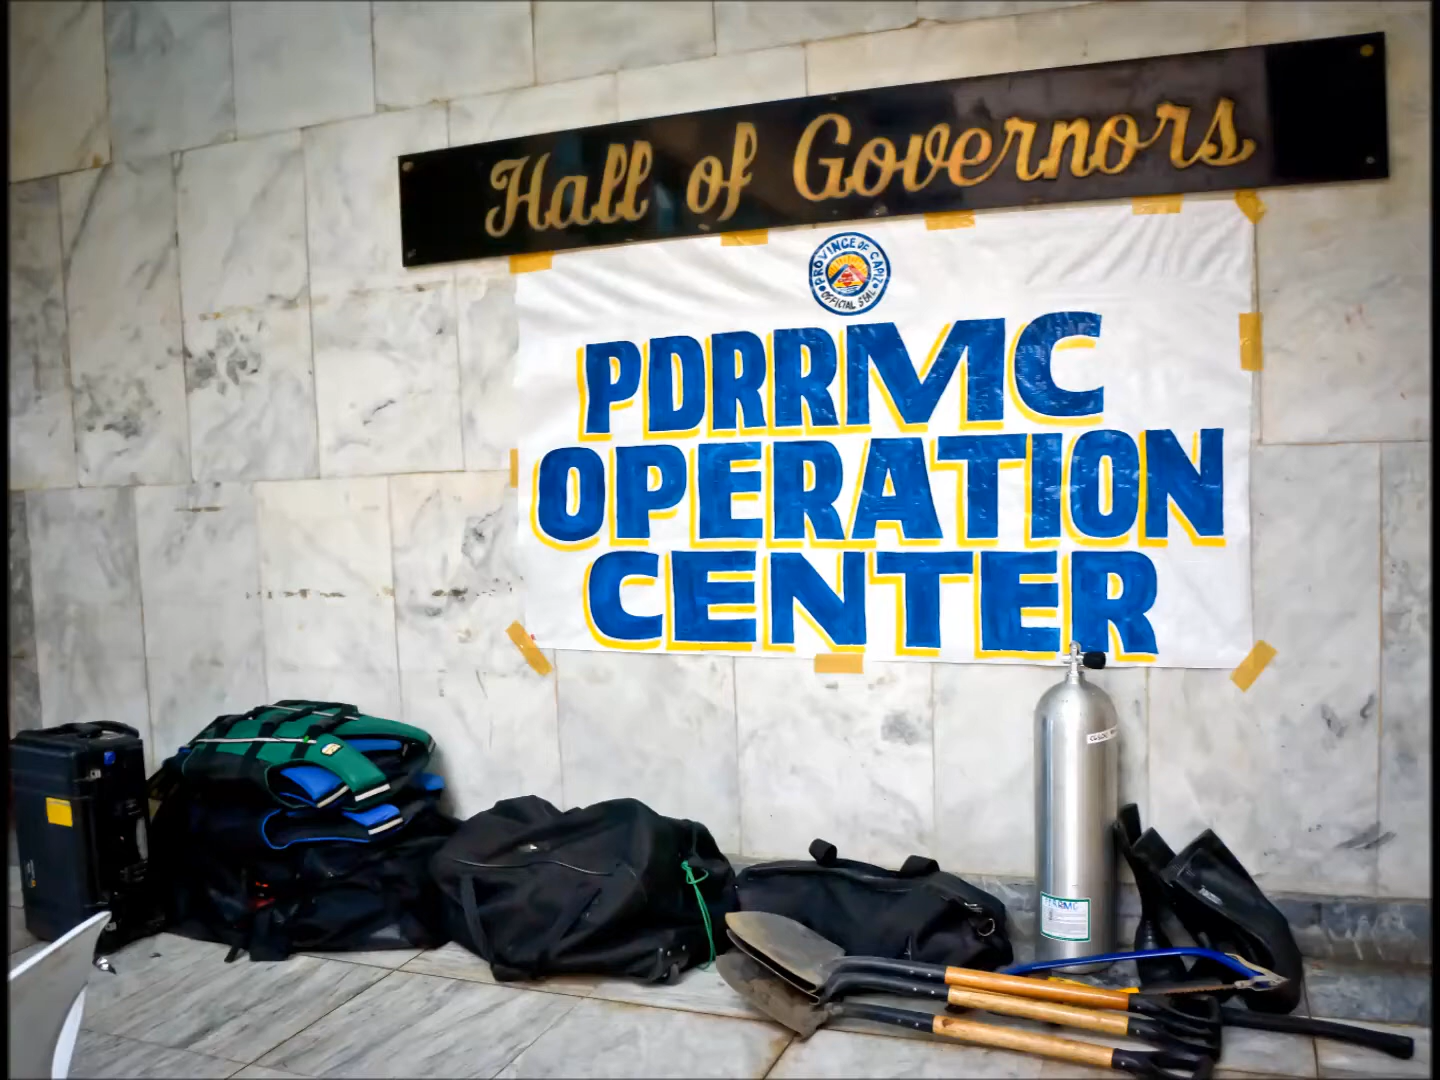 Hall of Governors
PROVINCE OF CAPIZ
OFFICIAL SEAL
PDRRMC
OPERATION
CENTER